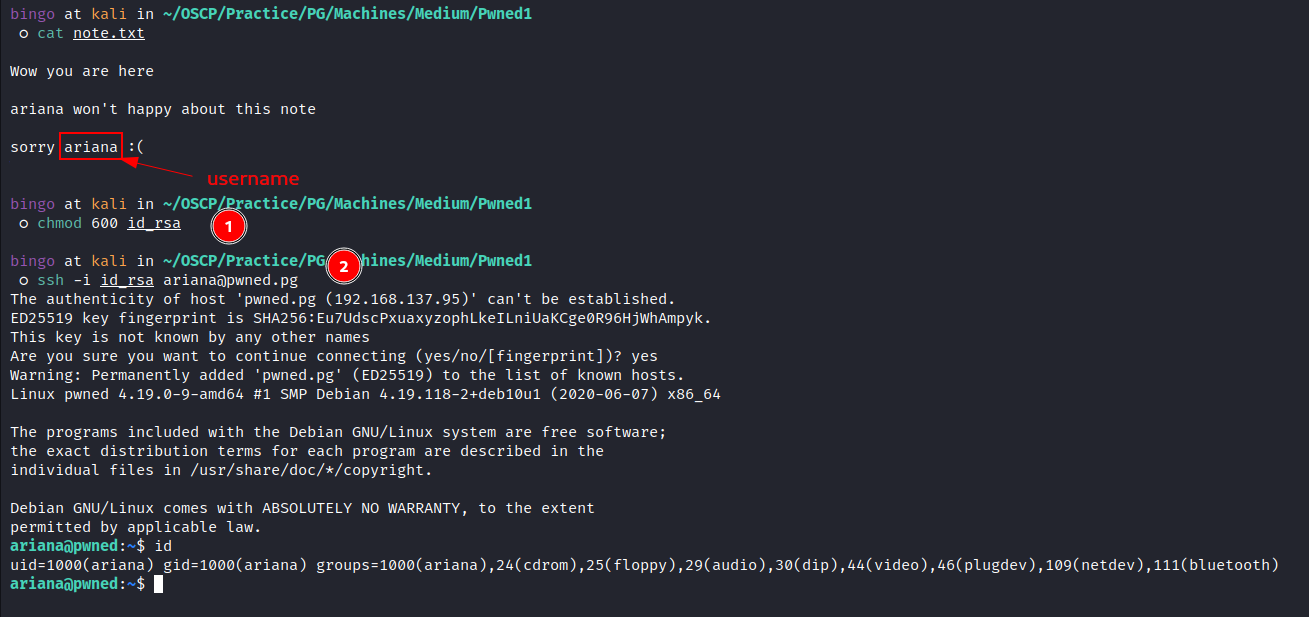 bingo at kali in ~/OSCP/Practice/PG/Machines/Medium/Pwned1
○ cat note.txt
Wow you are here
ariana won't happy about this note
sorry ariana :(
username
bingo at kali in ~/OSCP/Practice/PG/Machines/Medium/Pwned1
○ chmod 600 id_rsa
1
bingo at kali in ~/OSCP/Practice/PG hines/Medium/Pwned1
2
○ ssh -i id_rsa ariana@pwned.pg
The authenticity of host 'pwned.pg (192.168.137.95)' can't be established.
ED25519 key fingerprint is SHA256:Eu7UdscPxuaxyzophLkeILniUaKCge0R96HjWhAmpyk.
This key is not known by any other names
Are you sure you want to continue connecting (yes/no/[fingerprint])? yes
Warning: Permanently added 'pwned.pg' (ED25519) to the list of known hosts.
Linux pwned 4.19.0-9-amd64 #1 SMP Debian 4.19.118-2+deb10u1 (2020-06-07) x86_64
The programs included with the Debian GNU/Linux system are free software;
the exact distribution terms for each program are described in the
individual files in /usr/share/doc/*/copyright.
Debian GNU/Linux comes with ABSOLUTELY NO WARRANTY, to the extent
permitted by applicable law.
ariana@pwned:~$ id
uid=1000(ariana) gid=1000(ariana) groups=1000(ariana),24(cdrom),25(floppy),29(audio),30(dip),44(video),46(plugdev),109(netdev),111(bluetooth)
ariana@pwned:~$